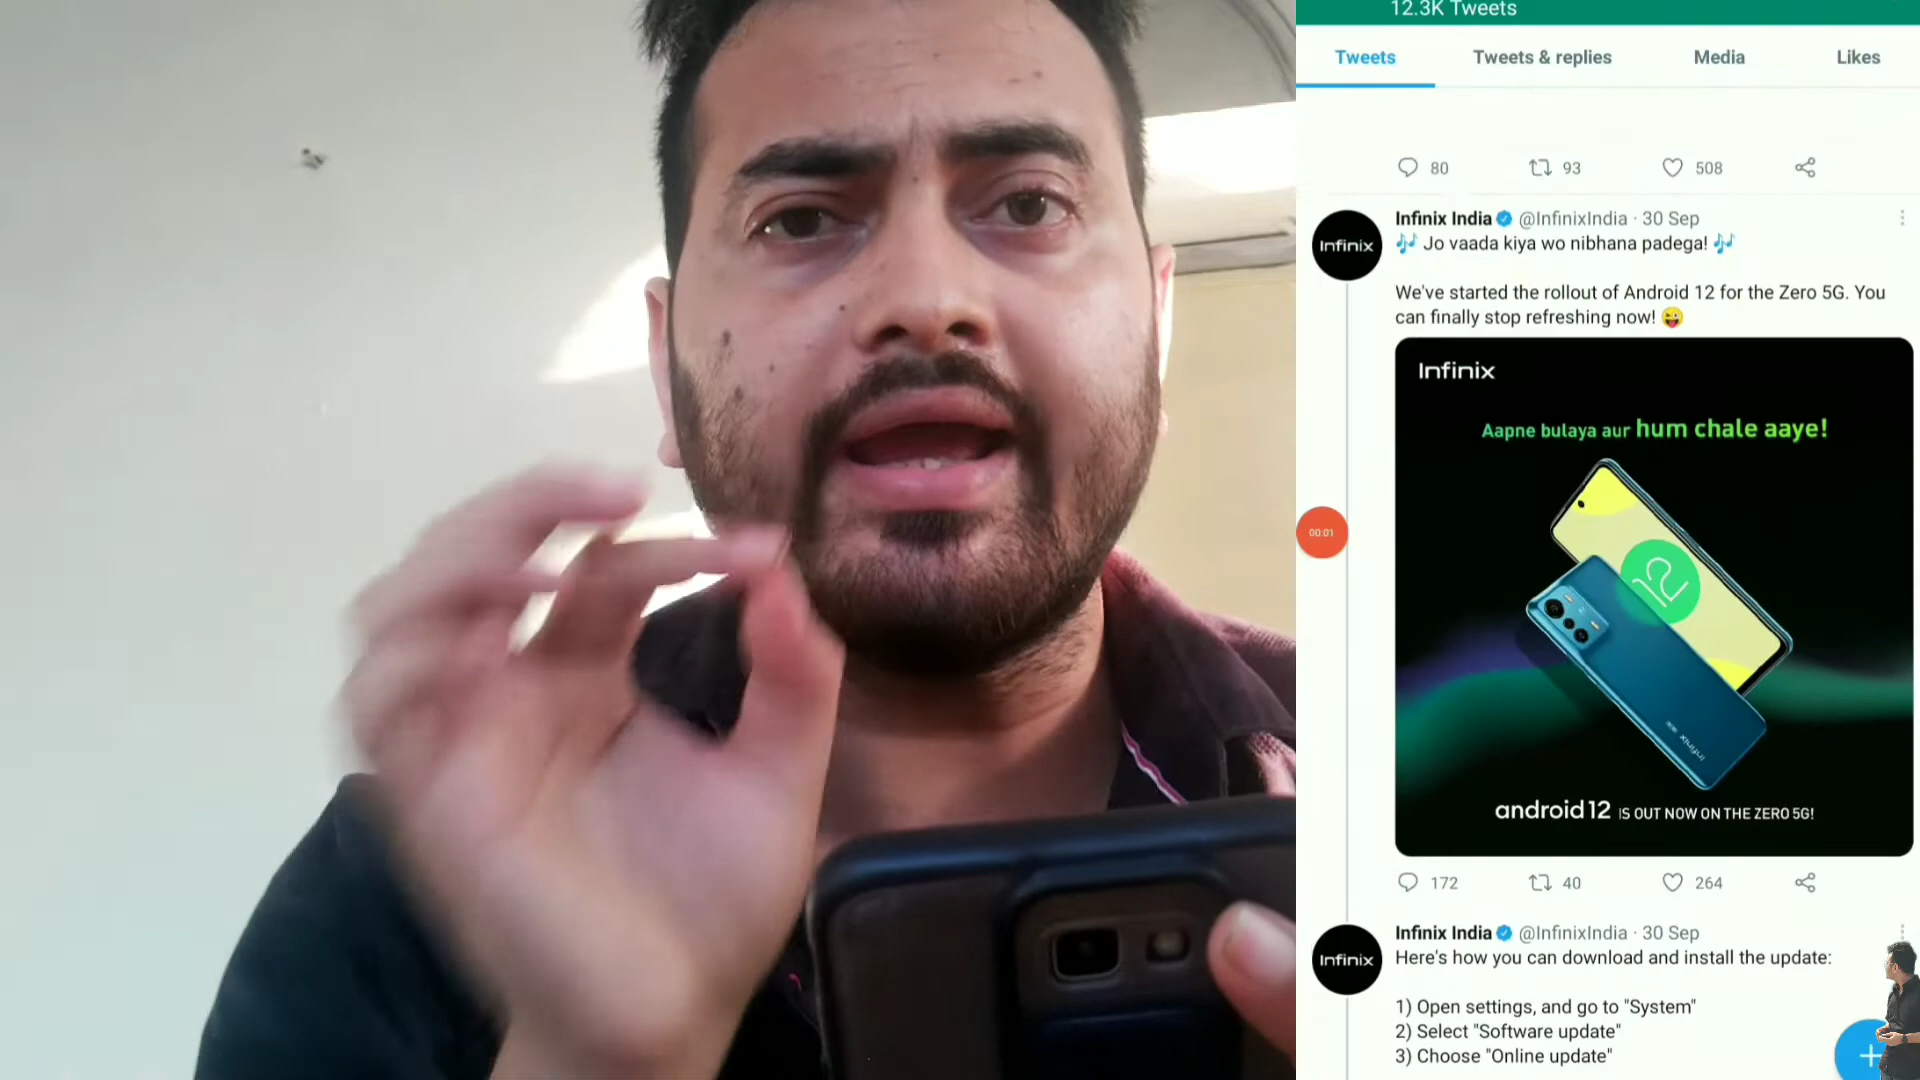 12.3K Tweets
Tweets
Tweets & replies
Media
Likes
80
93
508
Infinix India @InfinixIndia · 30 Sep
🎶 Jo vaada kiya wo nibhana padega! 🎶
We've started the rollout of Android 12 for the Zero 5G. You
can finally stop refreshing now! 😜
Infinix
Infinix
Aapne bulaya aur hum chale aaye!
12
Infinix
android 12 IS OUT NOW ON THE ZERO 5G!
00:01
172
40
264
Infinix India @InfinixIndia · 30 Sep
Infinix
Here's how you can download and install the update:
1) Open settings, and go to "System"
2) Select "Software update"
3) Choose "Online update"